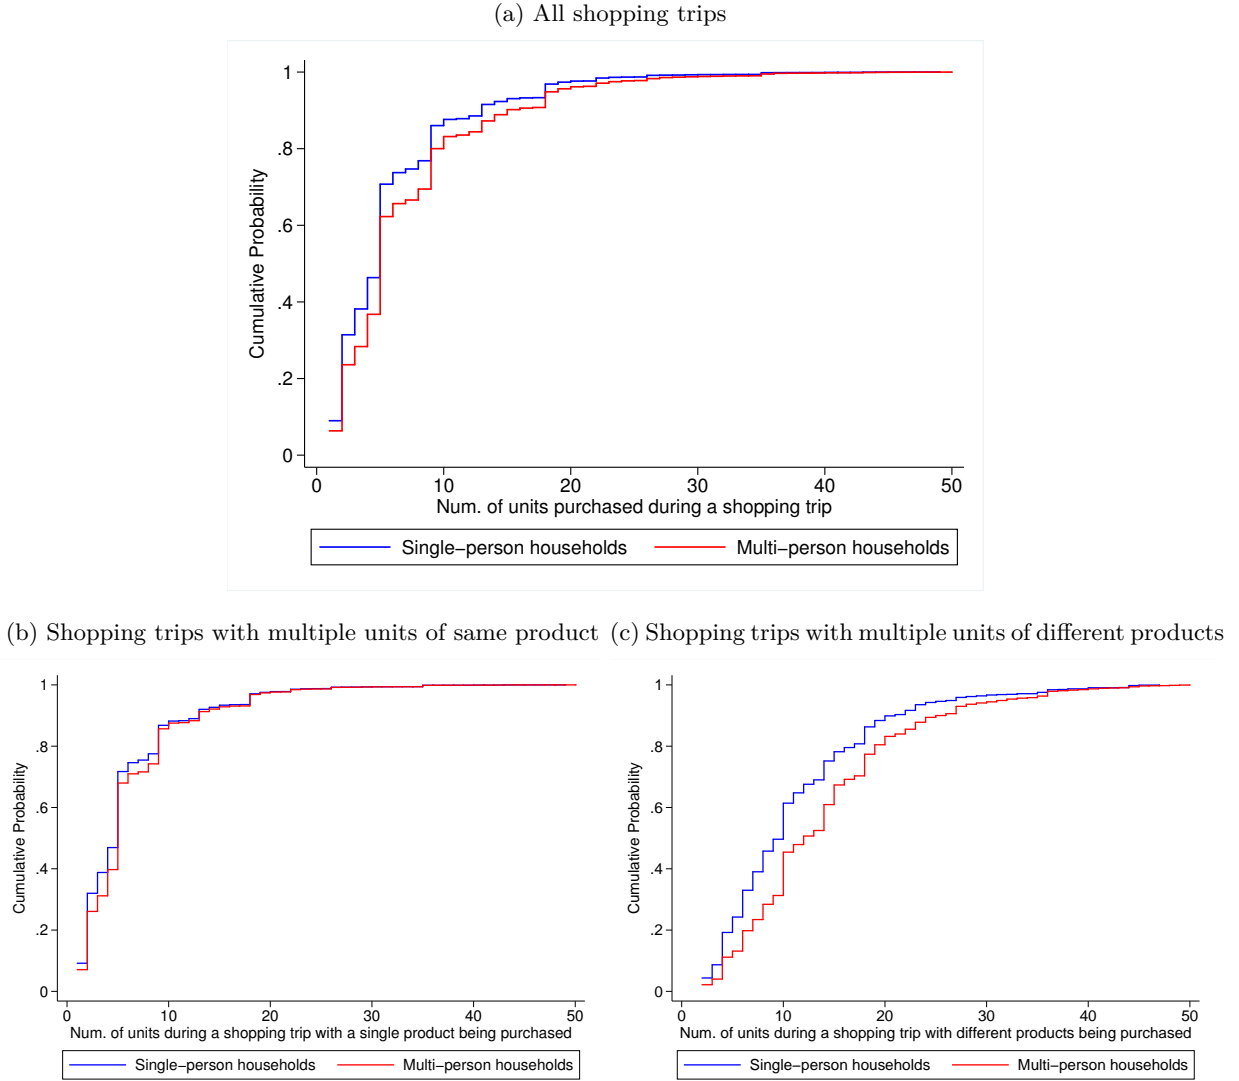 (a) All shopping trips
1
.8
.6
.4
.2
0
Cumulative Probability
0 10 20 30 40 50
Num. of units purchased during a shopping trip
Single−person households Multi−person households
(b) Shopping trips with multiple units of same product
1
.8
.6
.4
.2
0
Cumulative Probability
0 10 20 30 40 50
Num. of units during a shopping trip with a single product being purchased
Single−person households Multi−person households
(c) Shopping trips with multiple units of different products
1
.8
.6
.4
.2
0
Cumulative Probability
0 10 20 30 40 50
Num. of units during a shopping trip with different products being purchased
Single−person households Multi−person households